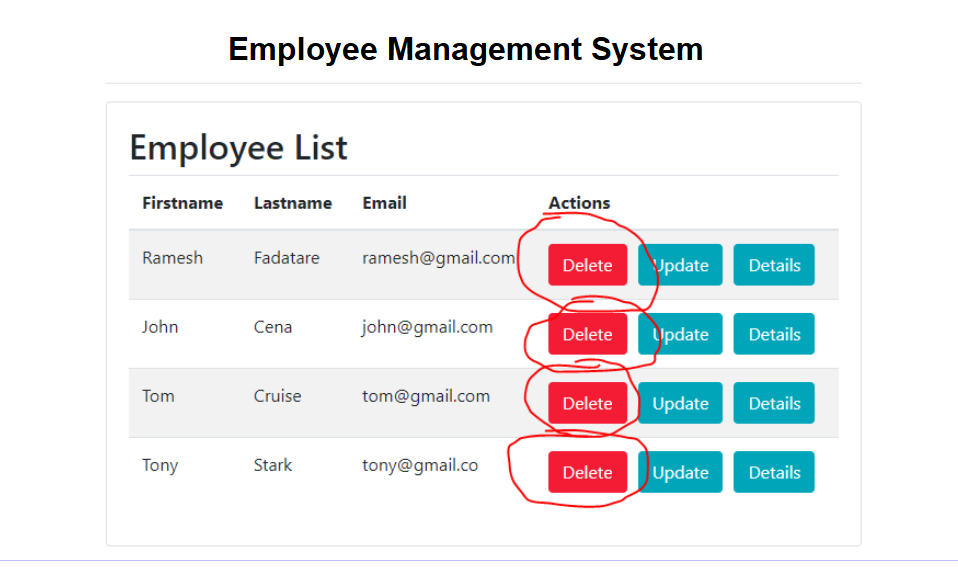 Employee Management System
Employee List
Firstname Lastname Email Actions
Ramesh Fadatare ramesh@gmail.com Delete Update Details
John Cena john@gmail.com Delete Update Details
Tom Cruise tom@gmail.com Delete Update Details
Tony Stark tony@gmail.co Delete Update Details